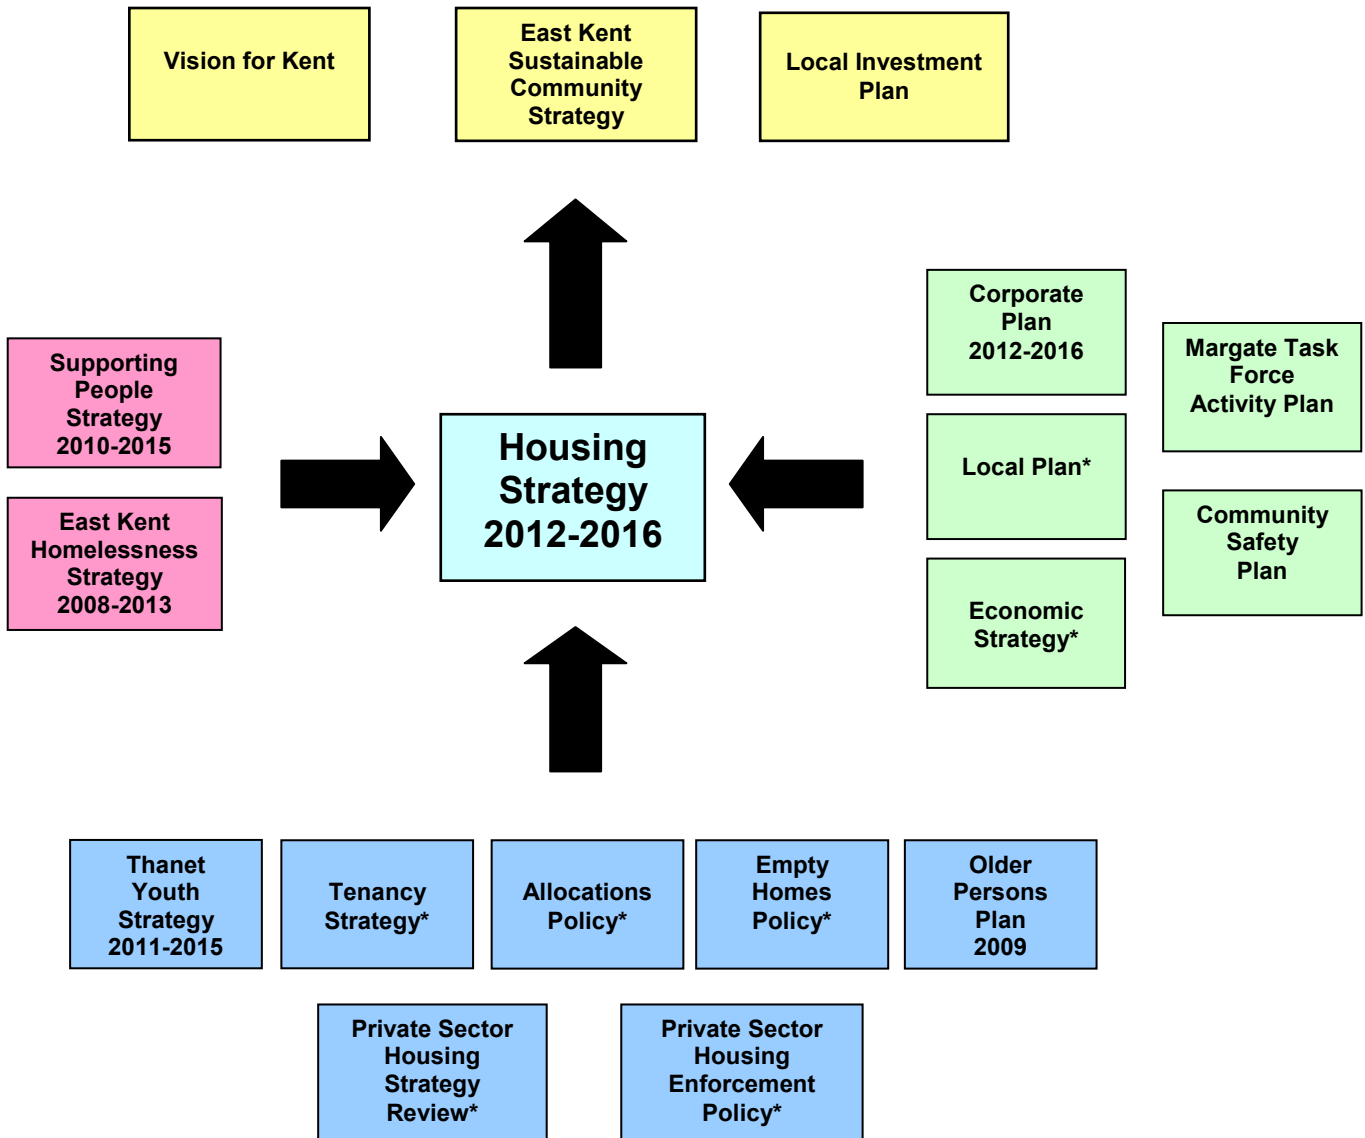 Vision for Kent
East Kent
Sustainable
Community
Strategy
Local Investment
Plan
Supporting
People
Strategy
2010-2015
East Kent
Homelessness
Strategy
2008-2013
Housing
Strategy
2012-2016
Corporate
Plan
2012-2016
Local Plan*
Economic
Strategy*
Margate Task
Force
Activity Plan
Community
Safety
Plan
Thanet
Youth
Strategy
2011-2015
Tenancy
Strategy*
Allocations
Policy*
Empty
Homes
Policy*
Older
Persons
Plan
2009
Private Sector
Housing
Strategy
Review*
Private Sector
Housing
Enforcement
Policy*